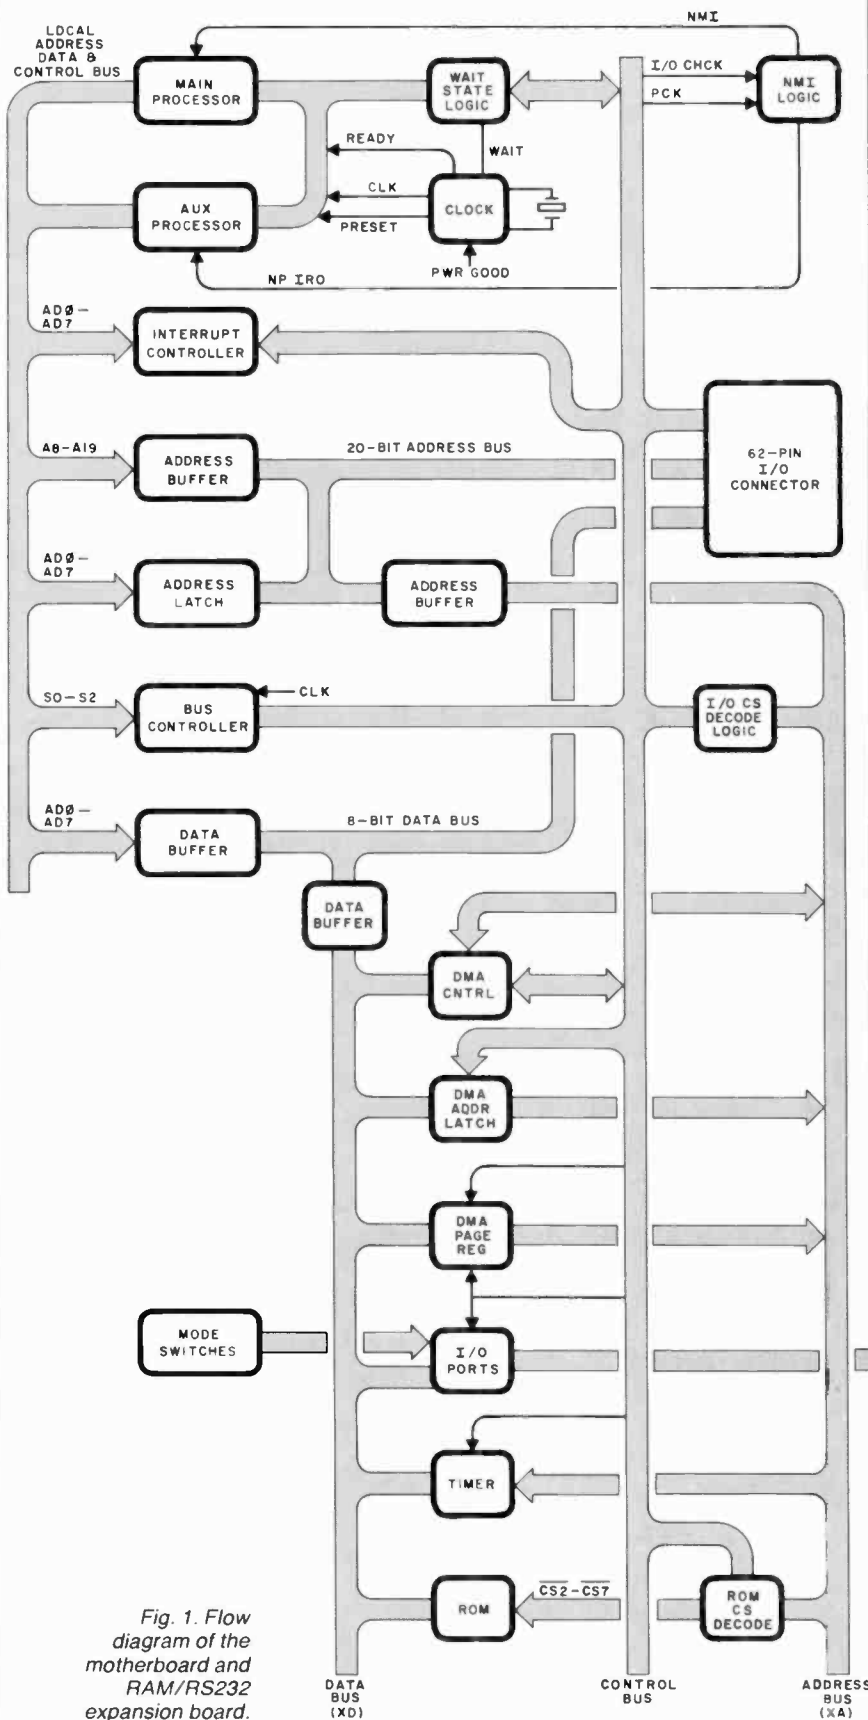 NMI
LOCAL
ADDRESS
DATA &
CONTROL BUS
MAIN
PROCESSOR
WAIT
STATE
LOGIC
I/O CHCK
PCK
NMI
LOGIC
READY
WAIT
CLK
PRESET
CLOCK
AUX
PROCESSOR
PWR GOOD
NP IRO
AD0-
AD7
INTERRUPT
CONTROLLER
62-PIN
I/O
CONNECTOR
A8-A19
ADDRESS
BUFFER
20-BIT ADDRESS BUS
AD0-
AD7
ADDRESS
LATCH
ADDRESS
BUFFER
S0-S2
BUS
CONTROLLER
CLK
I/O CS
DECODE
LOGIC
AD0-
AD7
DATA
BUFFER
8-BIT DATA BUS
DATA
BUFFER
DMA
CNTRL
DMA
ADDR
LATCH
DMA
PAGE
REG
MODE
SWITCHES
I/O
PORTS
TIMER
ROM
CS2-CS7
ROM
CS
DECODE
Fig. 1. Flow
diagram of the
motherboard and
RAM/RS232
expansion board.
DATA
BUS
(XD)
CONTROL
BUS
ADDRESS
BUS
(XA)